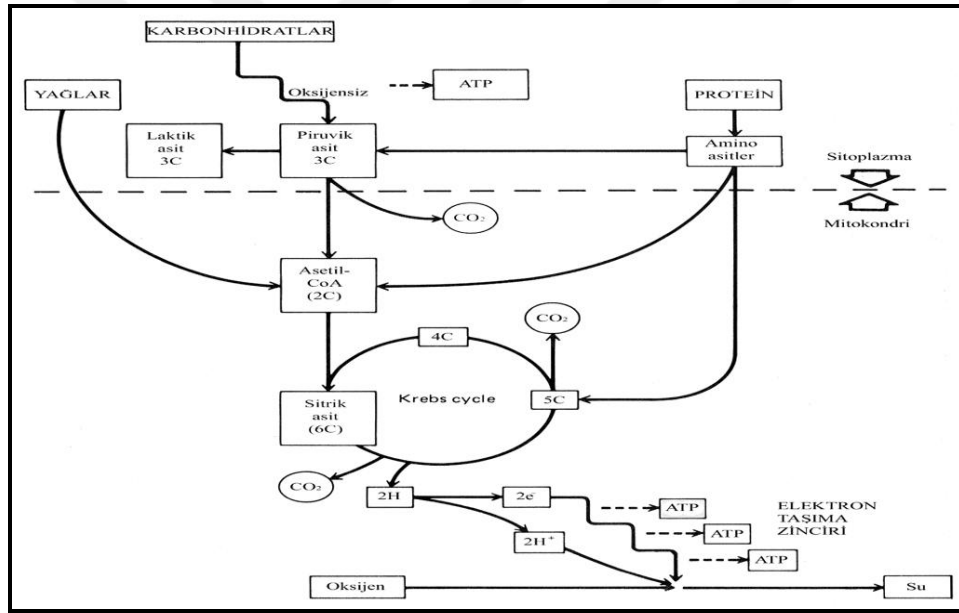 KARBONHİDRATLAR
YAĞLAR
Oksijensiz
ATP
PROTEİN
Laktik
asit
3C
Piruvik
asit
3C
Amino
asitler
Sitoplazma
CO₂
Mitokondri
Asetil-
CoA
(2C)
CO₂
4C
Sitrik
asit
(6C)
Krebs cycle
5C
CO₂
2H
2e⁻
ATP
ELEKTRON
TAŞIMA
ZİNCİRİ
2H⁺
ATP
ATP
Oksijen
Su